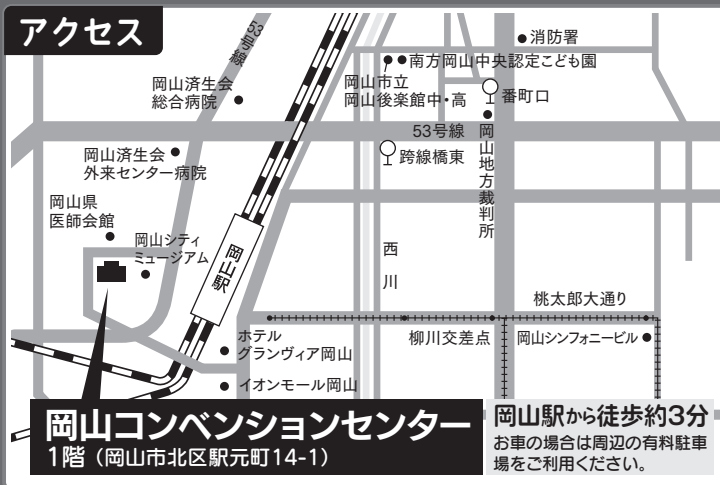 アクセス
53号線
消防署
南方岡山中央認定こども園
岡山市立
岡山後楽館中・高
番町口
岡山済生会
総合病院
53号線
岡山地方裁判所
跨線橋東
岡山済生会
外来センター病院
岡山県
医師会館
岡山シティ
ミュージアム
岡山駅
西川
桃太郎大通り
柳川交差点
岡山シンフォニービル
ホテル
グランヴィア岡山
イオンモール岡山
岡山コンベンションセンター
1階（岡山市北区駅元町14-1）
岡山駅から徒歩約3分
お車の場合は周辺の有料駐車
場をご利用ください。